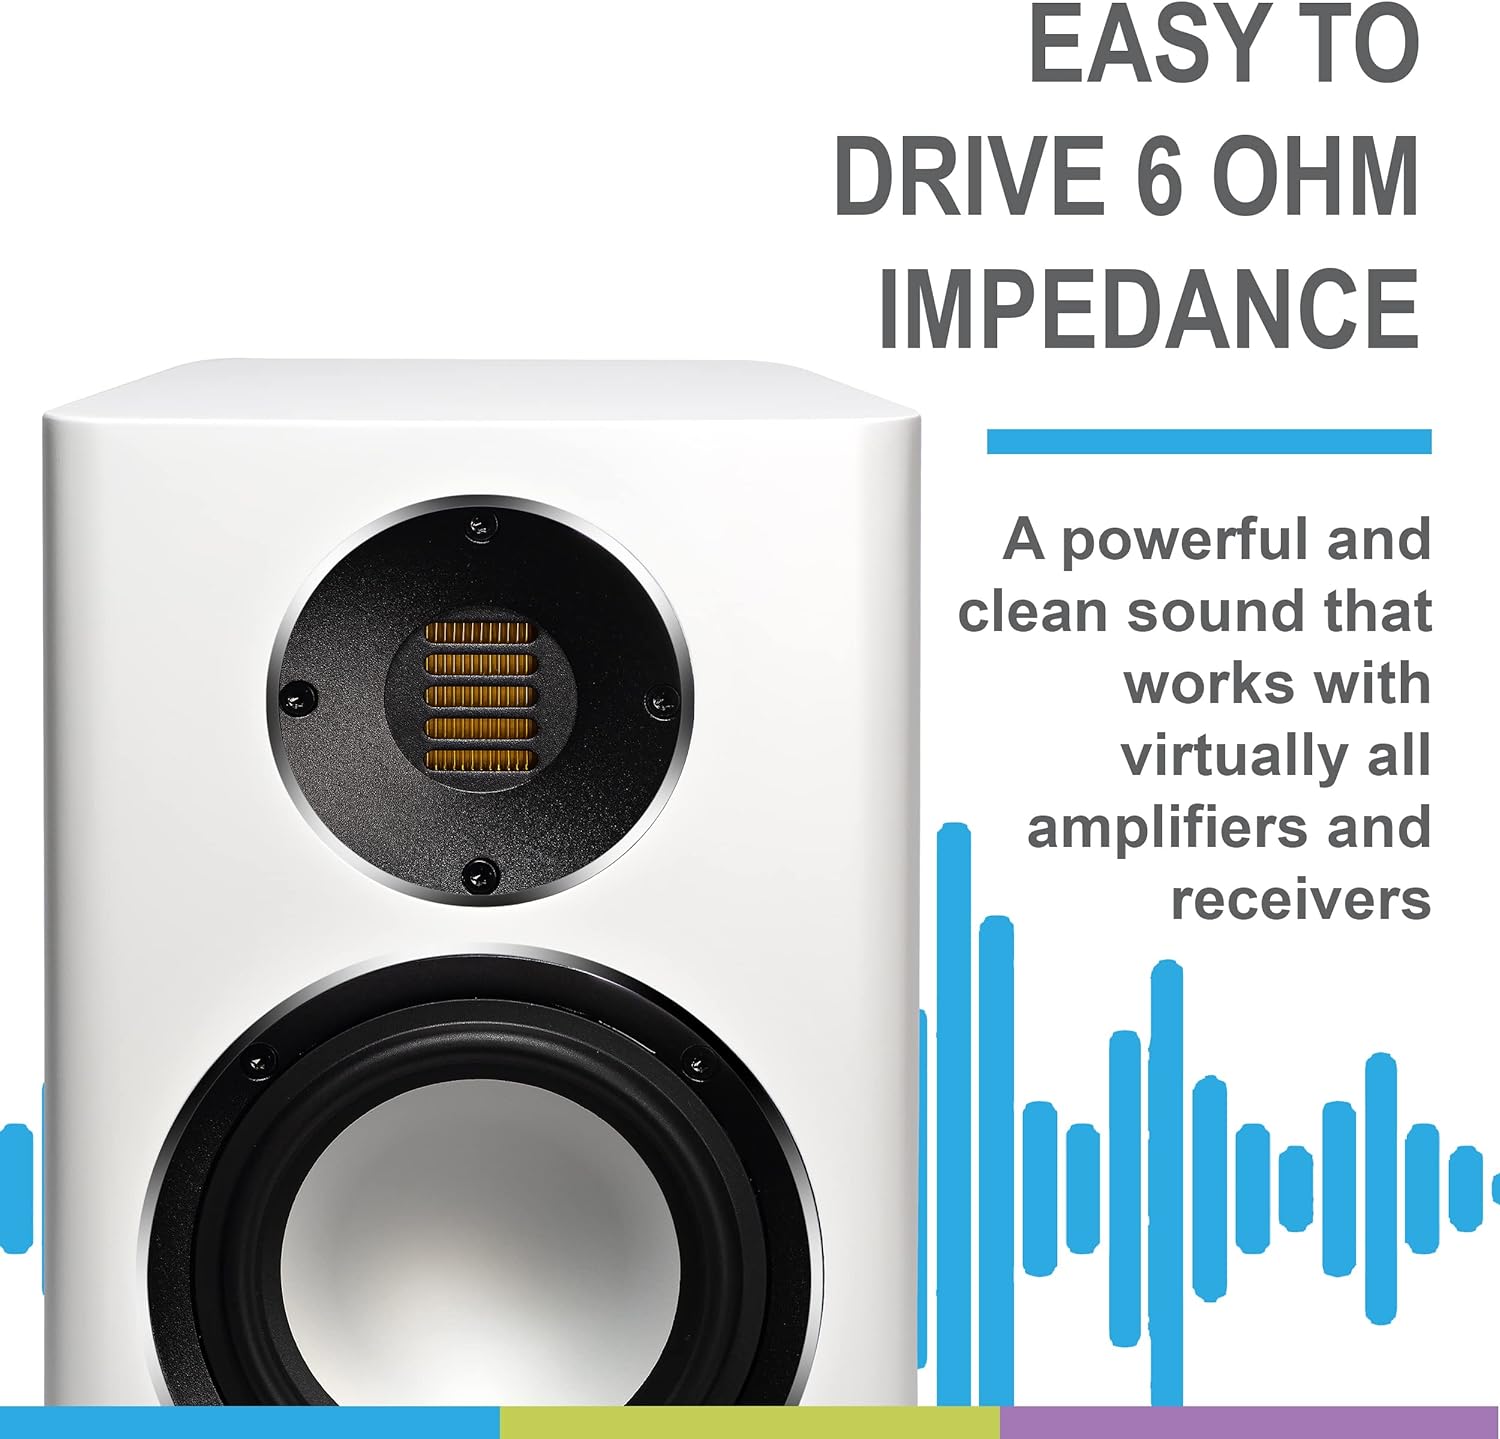 EASY TO
DRIVE 6 OHM
IMPEDANCE
A powerful and
clean sound that
works with
virtually all
amplifiers and
receivers